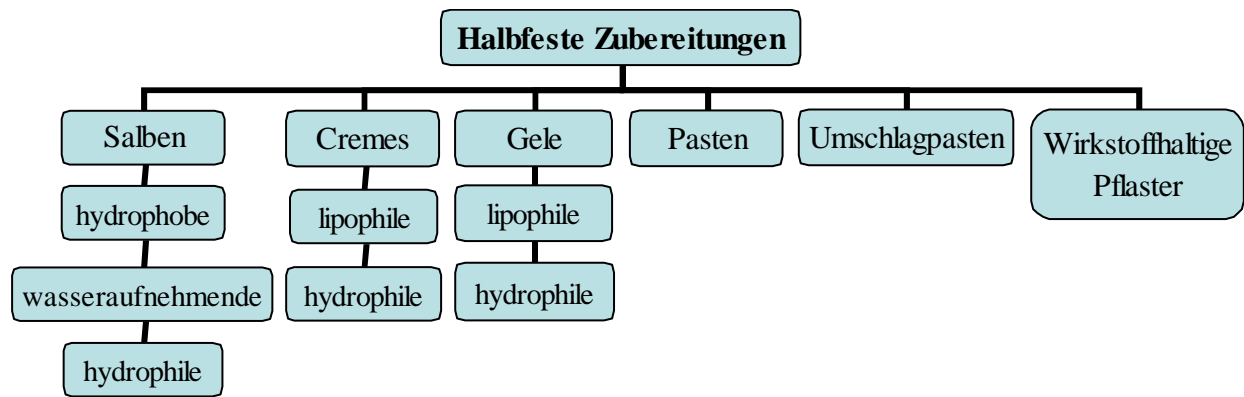 Halbfeste Zubereitungen
Salben
Cremes
Gele
Pasten
Umschlagpasten
Wirkstoffhaltige
Pflaster
hydrophobe
lipophile
lipophile
wasseraufnehmende
hydrophile
hydrophile
hydrophile